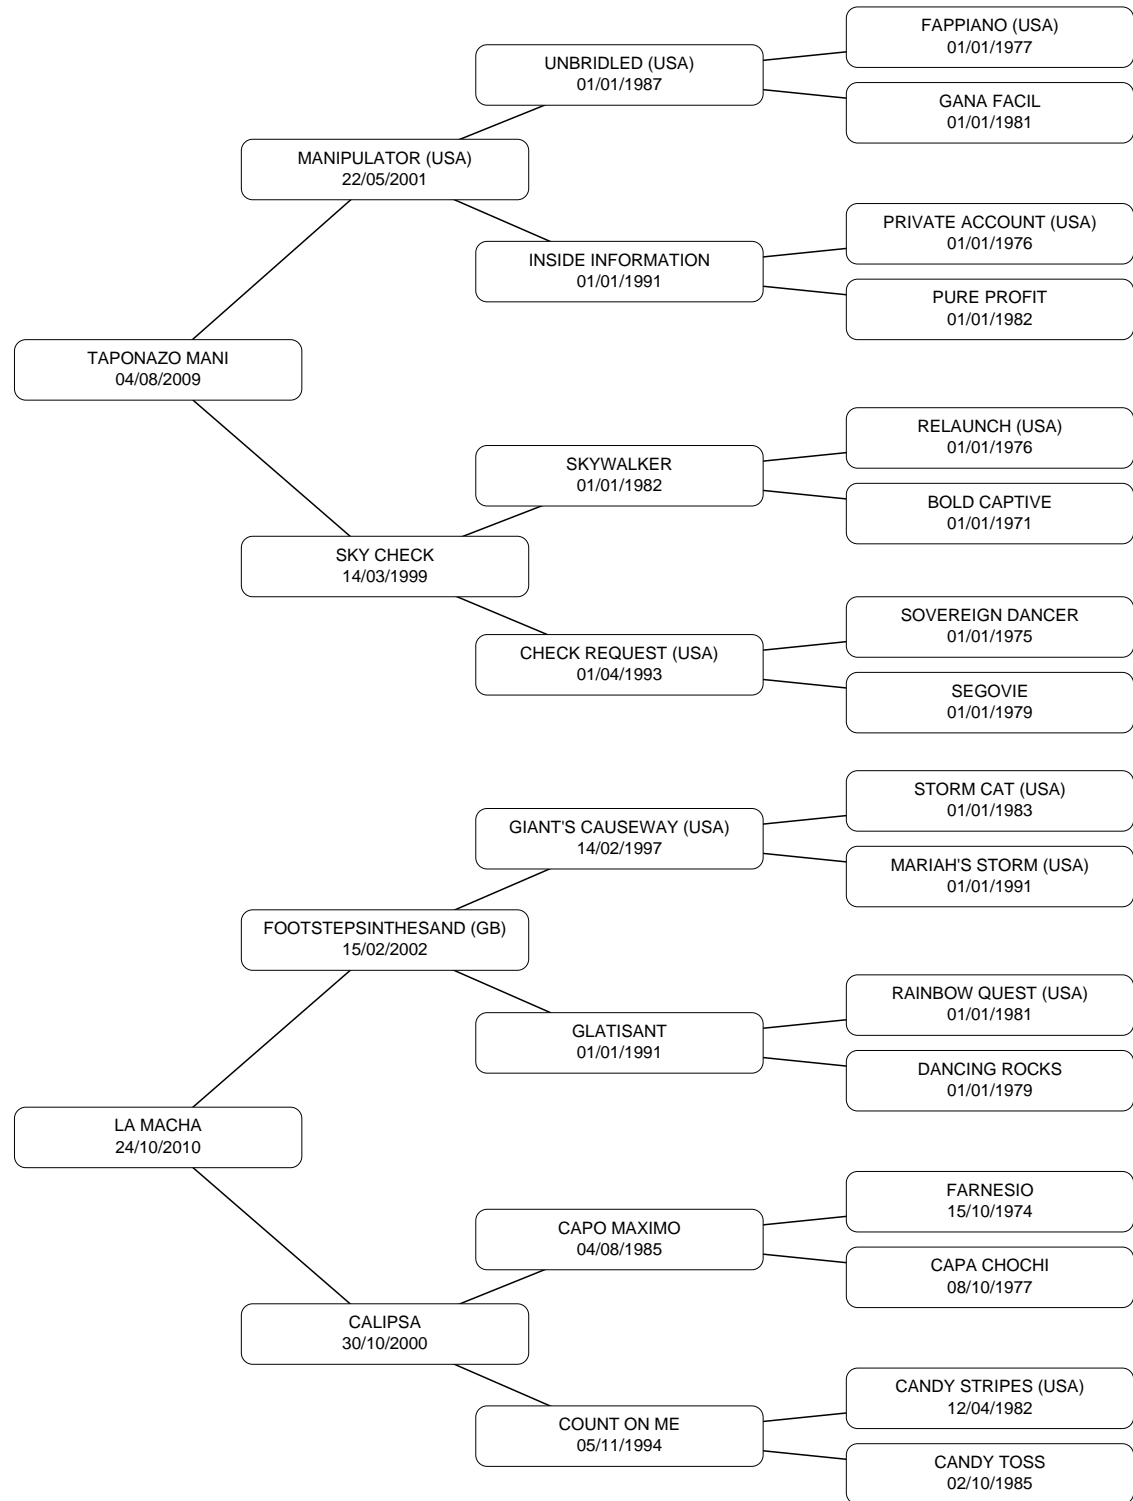 FAPPIANO (USA)
01/01/1977
UNBRIDLED (USA)
01/01/1987
GANA FACIL
01/01/1981
MANIPULATOR (USA)
22/05/2001
PRIVATE ACCOUNT (USA)
01/01/1976
INSIDE INFORMATION
01/01/1991
PURE PROFIT
01/01/1982
TAPONAZO MANI
04/08/2009
RELAUNCH (USA)
01/01/1976
SKYWALKER
01/01/1982
BOLD CAPTIVE
01/01/1971
SKY CHECK
14/03/1999
SOVEREIGN DANCER
01/01/1975
CHECK REQUEST (USA)
01/04/1993
SEGOVIE
01/01/1979
STORM CAT (USA)
01/01/1983
GIANT'S CAUSEWAY (USA)
14/02/1997
MARIAH'S STORM (USA)
01/01/1991
FOOTSTEPSINTHESAND (GB)
15/02/2002
RAINBOW QUEST (USA)
01/01/1981
GLATISANT
01/01/1991
DANCING ROCKS
01/01/1979
LA MACHA
24/10/2010
FARNESIO
15/10/1974
CAPO MAXIMO
04/08/1985
CAPA CHOCHI
08/10/1977
CALIPSA
30/10/2000
CANDY STRIPES (USA)
12/04/1982
COUNT ON ME
05/11/1994
CANDY TOSS
02/10/1985